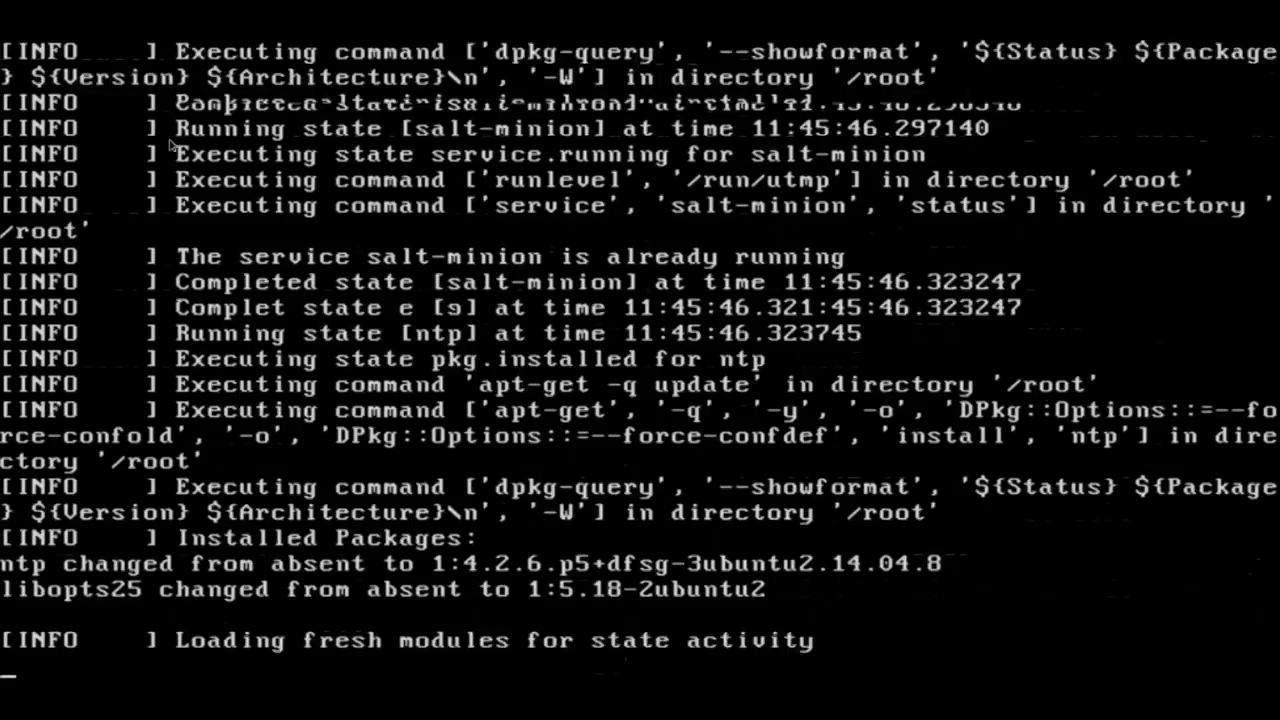 [INFO     ] Executing command ['dpkg-query', '--showformat', '${Status} ${Package
} ${Version} ${Architecture}\n', '-W'] in directory '/root'
[INFO     ]
[INFO     ] Running state [salt-minion] at time 11:45:46.297140
[INFO     ] Executing state service.running for salt-minion
[INFO     ] Executing command ['runlevel', '/run/utmp'] in directory '/root'
[INFO     ] Executing command ['service', 'salt-minion', 'status'] in directory '
/root'
[INFO     ] The service salt-minion is already running
[INFO     ] Completed state [salt-minion] at time 11:45:46.323247
[INFO     ] Complet state e [] at time 11:45:46.321:45:46.323247
[INFO     ] Running state [ntp] at time 11:45:46.323745
[INFO     ] Executing state pkg.installed for ntp
[INFO     ] Executing command 'apt-get -q update' in directory '/root'
[INFO     ] Executing command ['apt-get', '-q', '-y', '-o', 'DPkg::Options::=--fo
rce-confold', '-o', 'DPkg::Options::=--force-confdef', 'install', 'ntp'] in dire
ctory '/root'
[INFO     ] Executing command ['dpkg-query', '--showformat', '${Status} ${Package
} ${Version} ${Architecture}\n', '-W'] in directory '/root'
[INFO     ] Installed Packages:
ntp changed from absent to 1:4.2.6.p5+dfsg-3ubuntu2.14.04.8
libopts25 changed from absent to 1:5.18-2ubuntu2
[INFO     ] Loading fresh modules for state activity